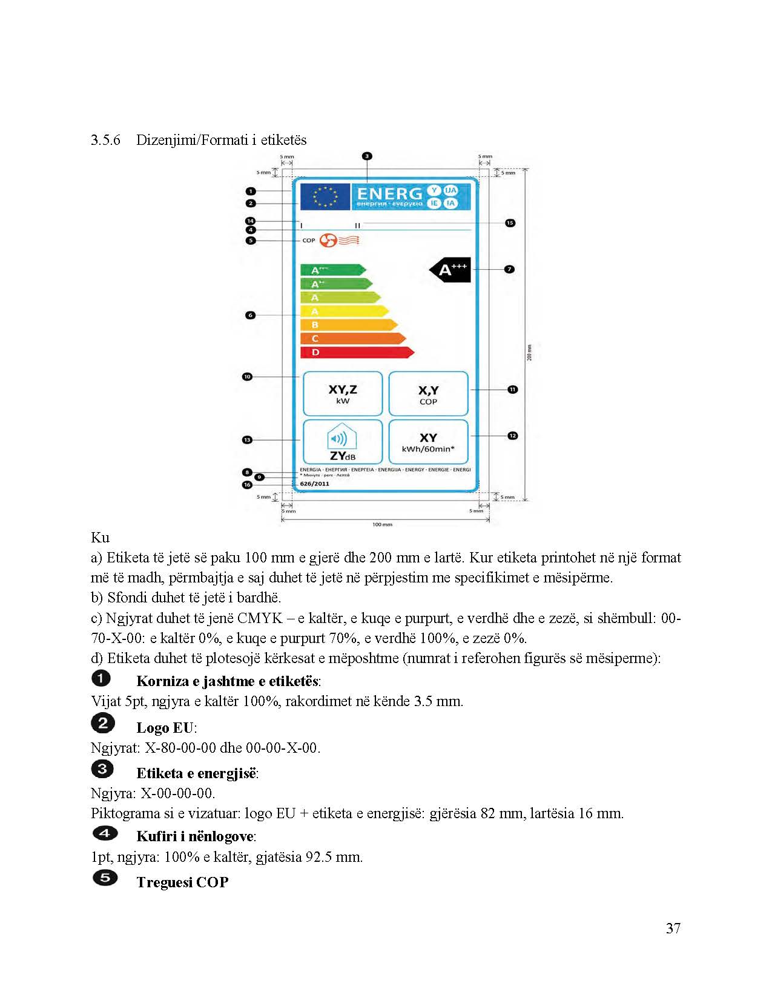 3.5.6 Dizenjimi/Formati i etiketës
5 mm 3 5 mm
5 mm 5 mm
1 ENERG Y IJA
2 енергия · ενεργεια IE IA
14 I II 15
4
5 COP
A+++ 7
A
A
A
6 A
B
C
D
200 mm
10 XY,Z X,Y 11
kW COP
13 XY 12
ZYdB kWh/60min*
8 ENERGIA · ЕНЕРГИЯ · ΕΝΕΡΓΕΙΑ · ENERGIJA · ENERGY · ENERGIE · ENERGI
9
16 626/2011
5 mm 5 mm
5 mm 5 mm
100 mm
Ku
a) Etiketa të jetë së paku 100 mm e gjerë dhe 200 mm e lartë. Kur etiketa printohet në një format
më të madh, përmbajtja e saj duhet të jetë në përpjestim me specifikimet e mësipërme.
b) Sfondi duhet të jetë i bardhë.
c) Ngjyrat duhet të jenë CMYK – e kaltër, e kuqe e purpurt, e verdhë dhe e zezë, si shëmbull: 00-
70-X-00: e kaltër 0%, e kuqe e purpurt 70%, e verdhë 100%, e zezë 0%.
d) Etiketa duhet të plotesojë kërkesat e mëposhtme (numrat i referohen figurës së mësiperme):
1 Korniza e jashtme e etiketës:
Vijat 5pt, ngjyra e kaltër 100%, rakordimet në kënde 3.5 mm.
2 Logo EU:
Ngjyrat: X-80-00-00 dhe 00-00-X-00.
3 Etiketa e energjisë:
Ngjyra: X-00-00-00.
Piktograma si e vizatuar: logo EU + etiketa e energjisë: gjërësia 82 mm, lartësia 16 mm.
4 Kufiri i nënlogove:
1pt, ngjyra: 100% e kaltër, gjatësia 92.5 mm.
5 Treguesi COP
37